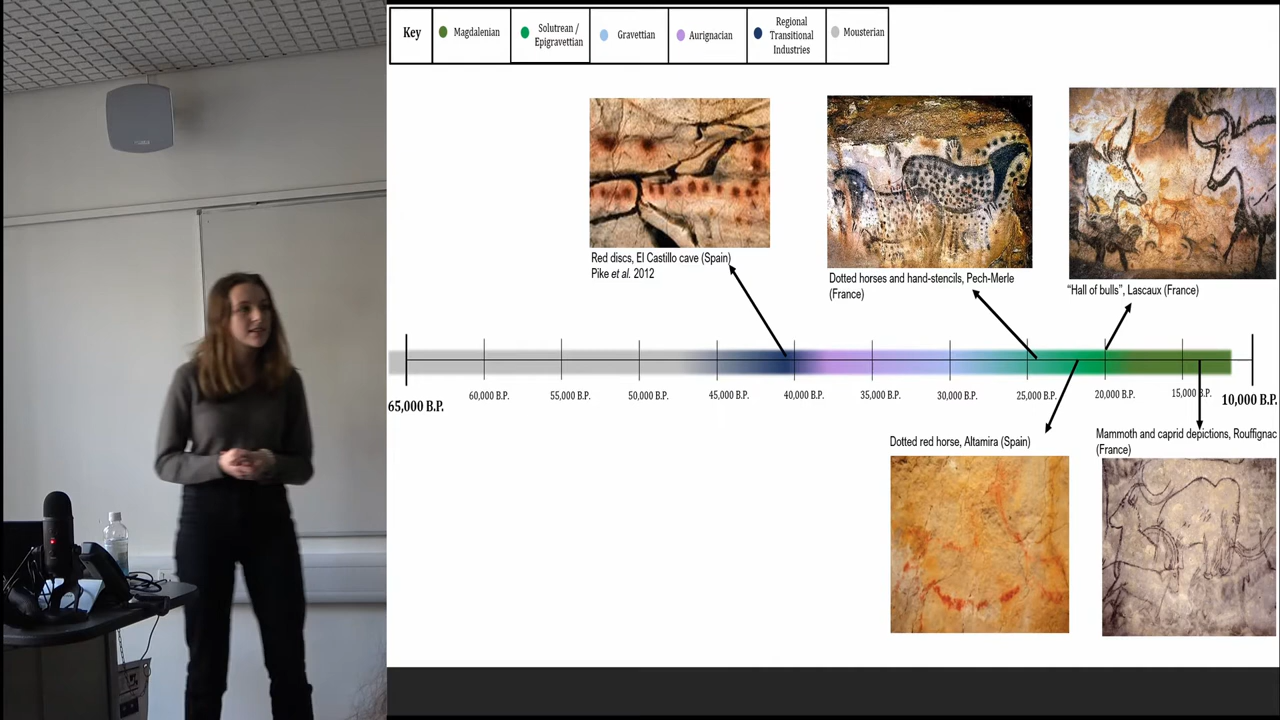 Key
Magdalenian
Solutrean /
Epigravettian
Gravettian
Aurignacian
Regional
Transitional
Industries
Mousterian
Red discs, El Castillo cave (Spain)
Pike et al. 2012
Dotted horses and hand-stencils, Pech-Merle
(France)
“Hall of bulls”, Lascaux (France)
65,000 B.P.
60,000 B.P.
55,000 B.P.
50,000 B.P.
45,000 B.P.
40,000 B.P.
35,000 B.P.
30,000 B.P.
25,000 B.P.
20,000 B.P.
15,000 B.P.
10,000 B.P.
Dotted red horse, Altamira (Spain)
Mammoth and caprid depictions, Rouffignac
(France)